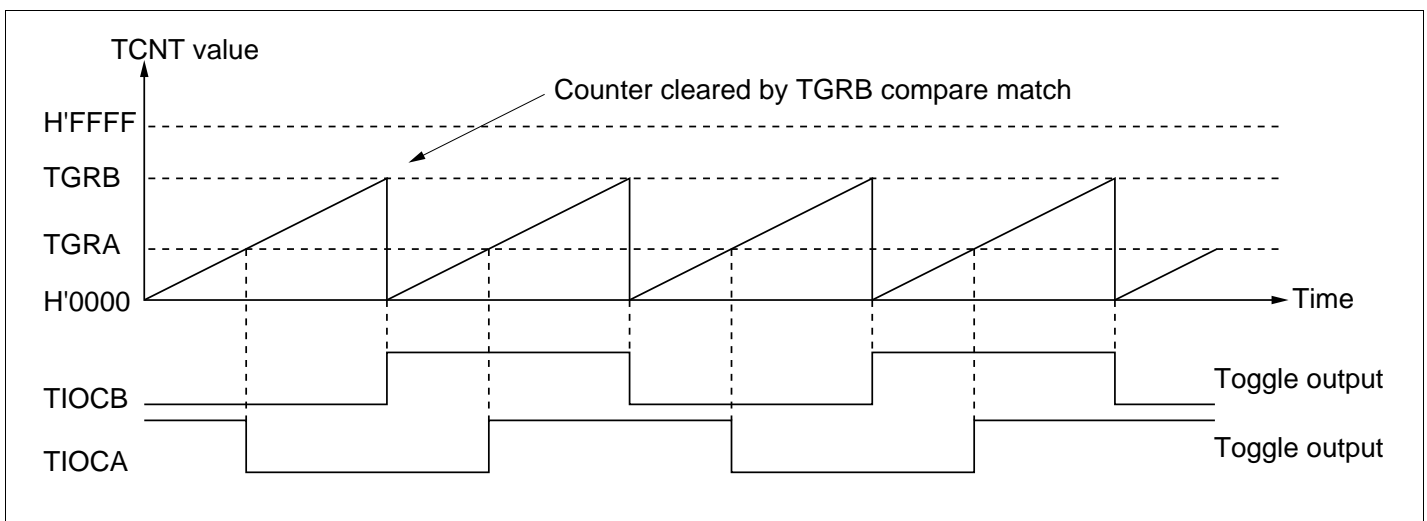 TCNT value
Counter cleared by TGRB compare match
H'FFFF
TGRB
TGRA
H'0000
Time
TIOCB
Toggle output
TIOCA
Toggle output